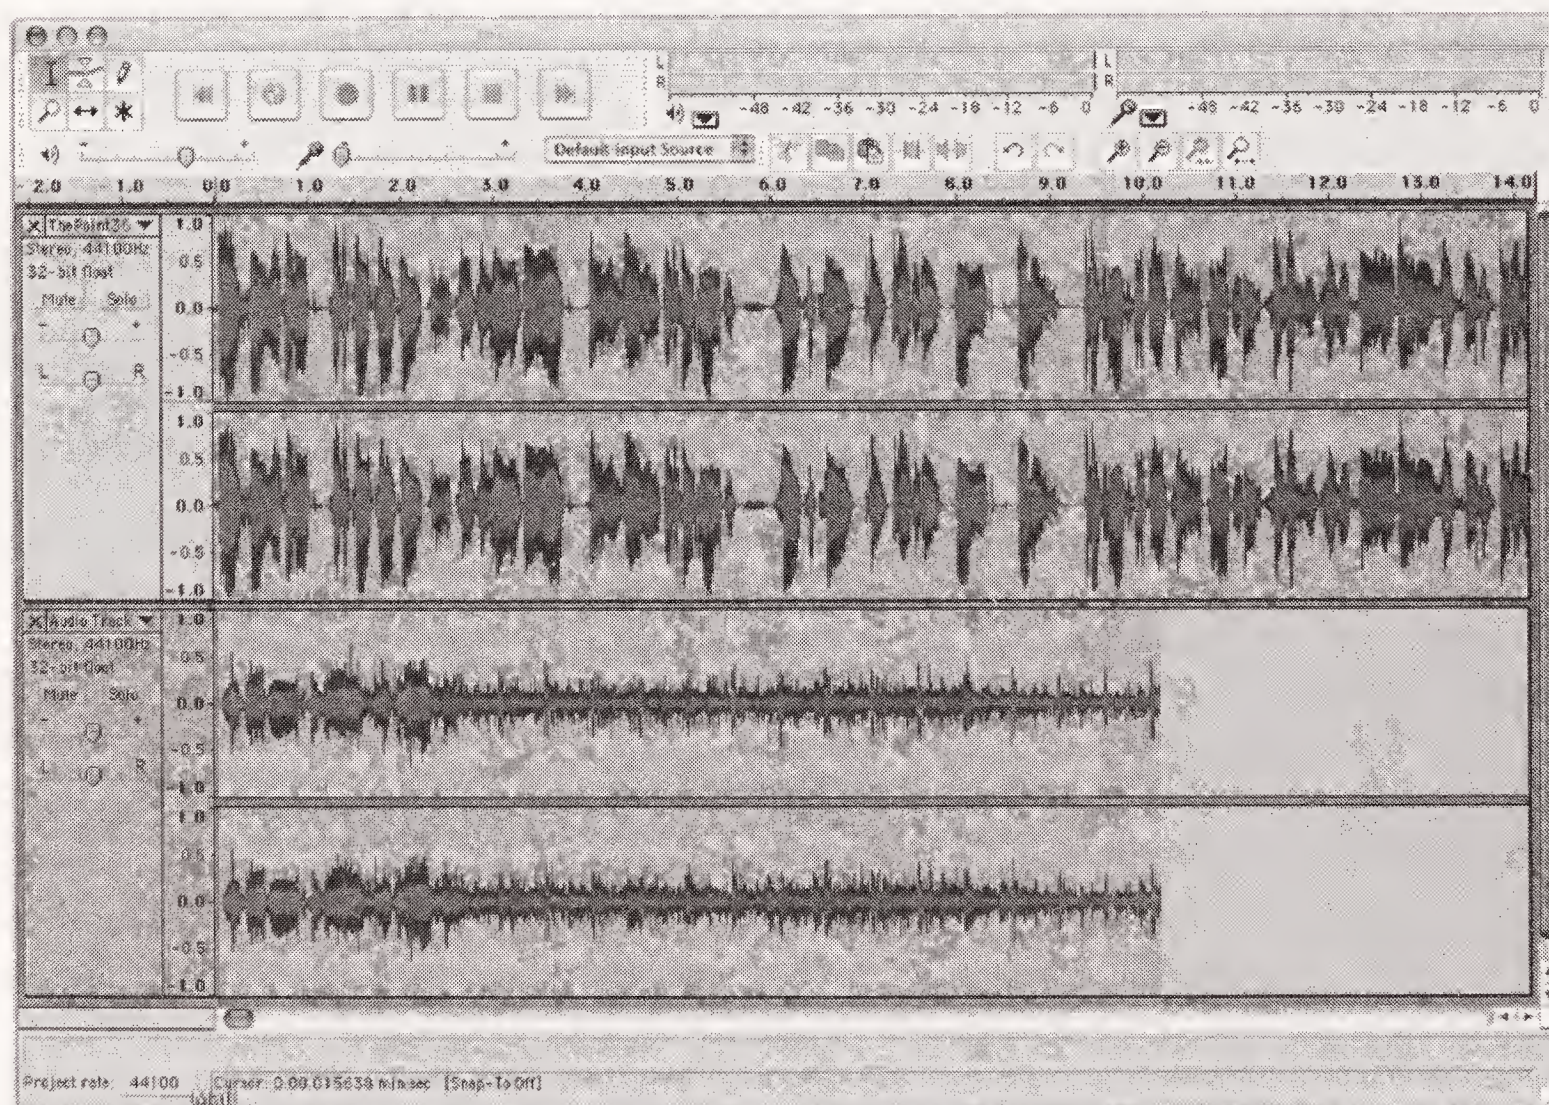 L
R
-48 -42 -36 -30 -24 -18 -12 -6 0
L
R
-48 -42 -36 -30 -24 -18 -12 -6 0
- + - + Default Input Source
-2.0 -1.0 0.0 1.0 2.0 3.0 4.0 5.0 6.0 7.0 8.0 9.0 10.0 11.0 12.0 13.0 14.0
X ThePoint36 1.0
Stereo, 44100Hz
32-bit float 0.5
Mute Solo 0.0
- +
L R -0.5
-1.0
1.0
0.5
0.0
-0.5
-1.0
X Audio Track 1.0
Stereo, 44100Hz
32-bit float 0.5
Mute Solo 0.0
- +
L R -0.5
-1.0
1.0
0.5
0.0
-0.5
-1.0
Project rate: 44100 Cursor: 0:00.015638 min:sec [Snap-To Off]